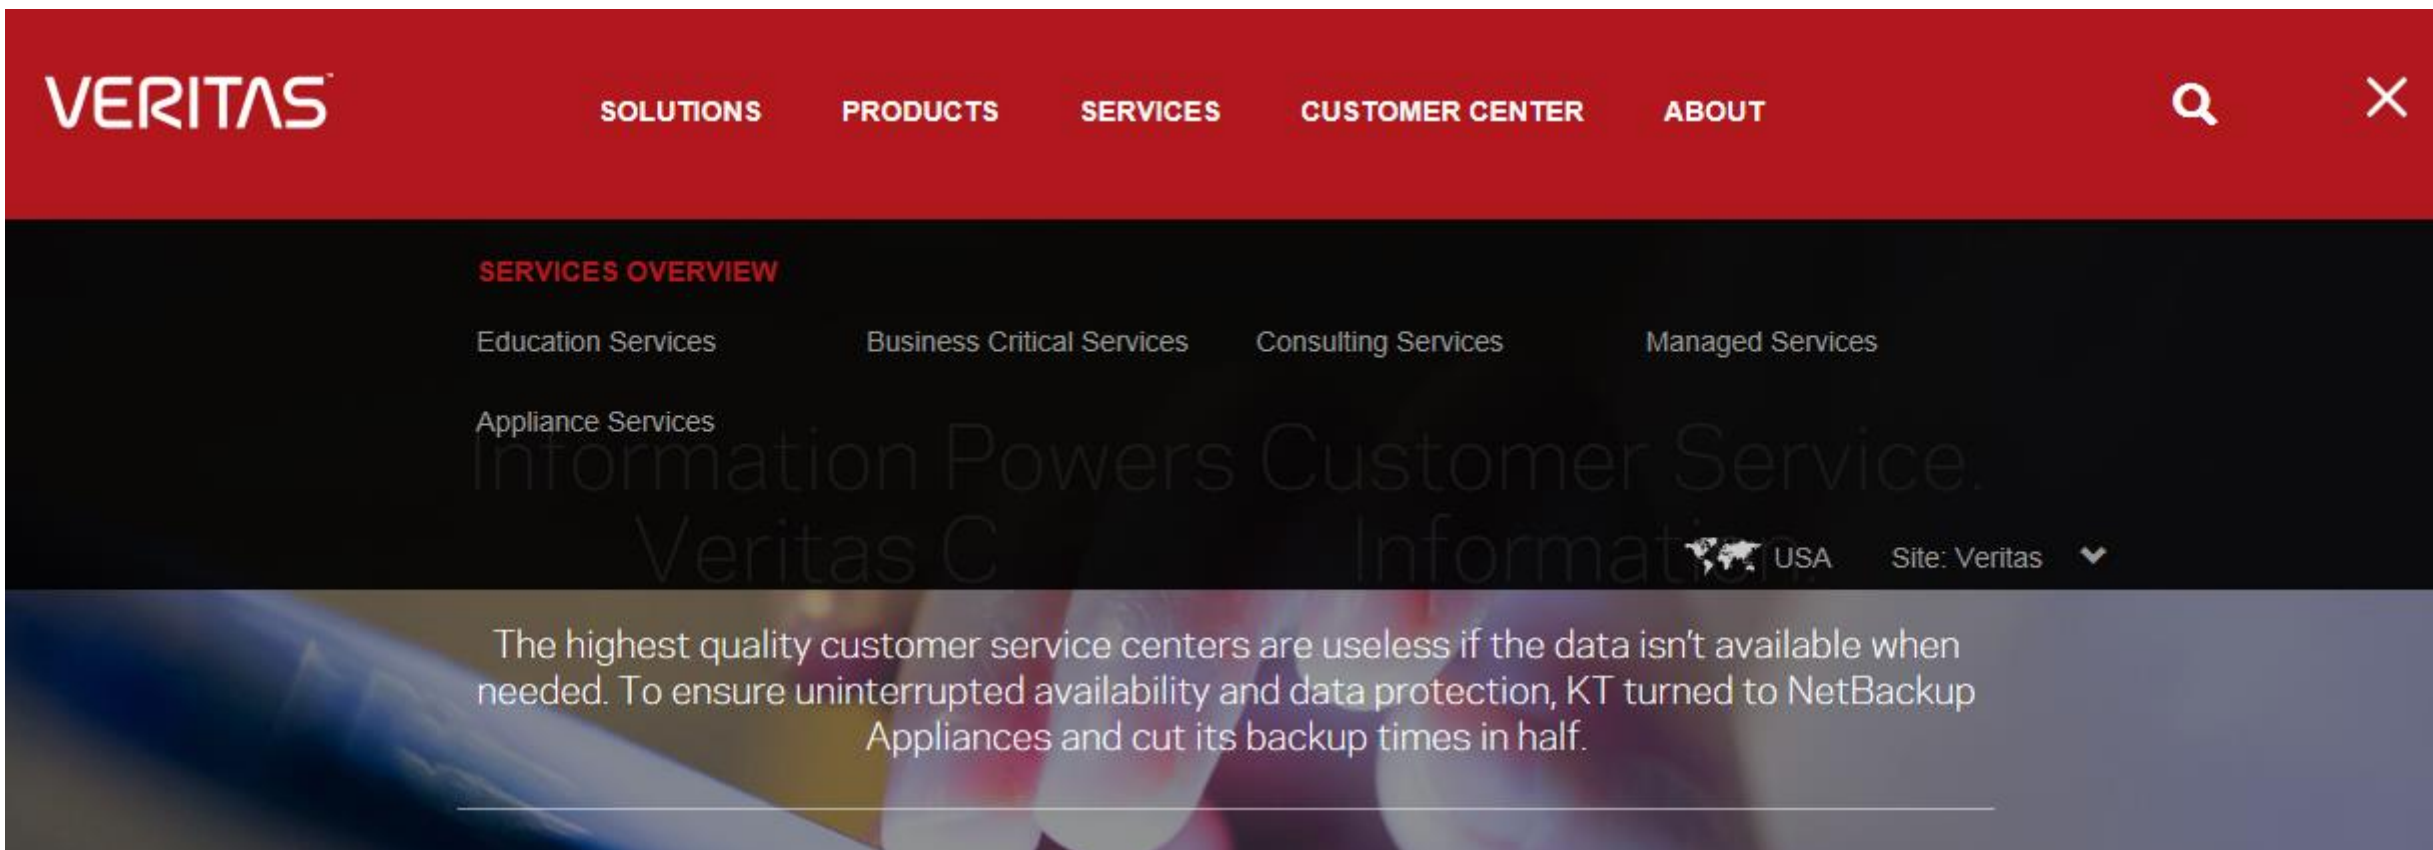 VERITAS™
SOLUTIONS PRODUCTS SERVICES CUSTOMER CENTER ABOUT
SERVICES OVERVIEW
Education Services Business Critical Services Consulting Services Managed Services
Appliance Services
Information Powers Customer Service.
Veritas C Information.
USA Site: Veritas
The highest quality customer service centers are useless if the data isn't available when
needed. To ensure uninterrupted availability and data protection, KT turned to NetBackup
Appliances and cut its backup times in half.